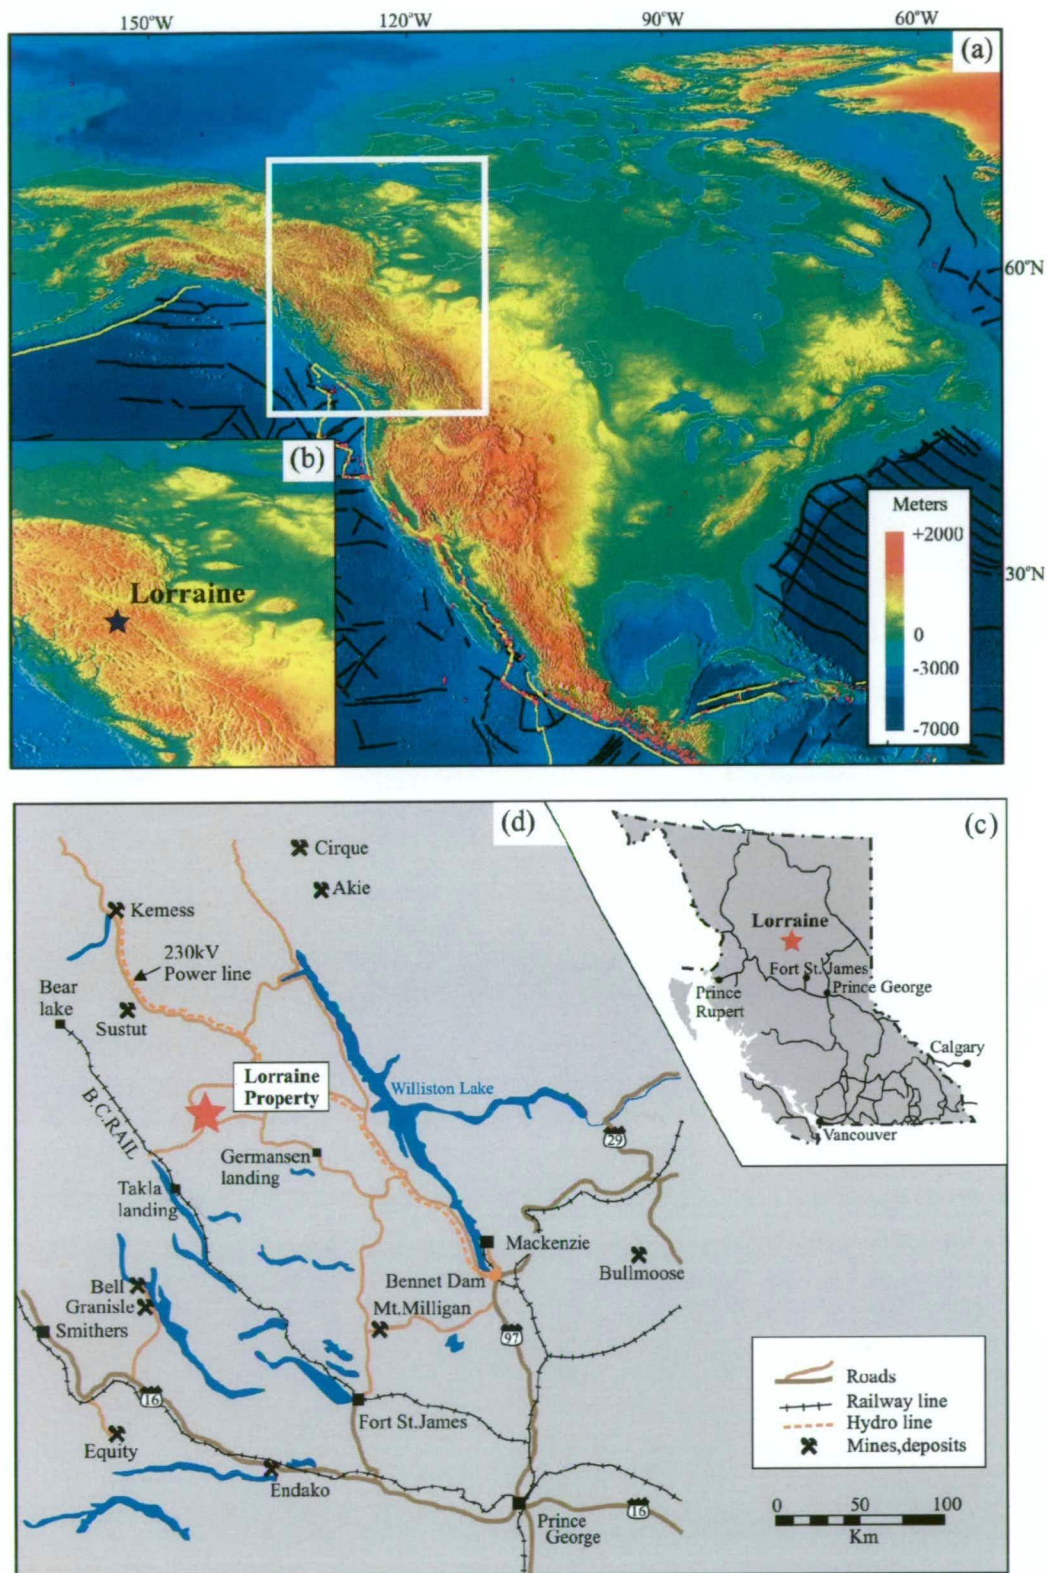 150°W
120°W
90°W
60°W
(a)
60°N
(b)
Lorraine
Meters
+2000
0
-3000
-7000
30°N
(d)
(c)
Cirque
Akie
Kemess
230kV
Power line
Bear
lake
Sustut
Lorraine
Property
B.C.RAIL
Williston Lake
29
Germansen
landing
Takla
landing
Mackenzie
Bullmoose
Bennet Dam
Bell
Granisle
Mt.Milligan
Smithers
97
16
Fort St.James
Equity
Endako
Prince
George
16
Lorraine
Fort St.James
Prince George
Prince
Rupert
Calgary
Vancouver
Roads
Railway line
Hydro line
Mines,deposits
0
50
100
Km